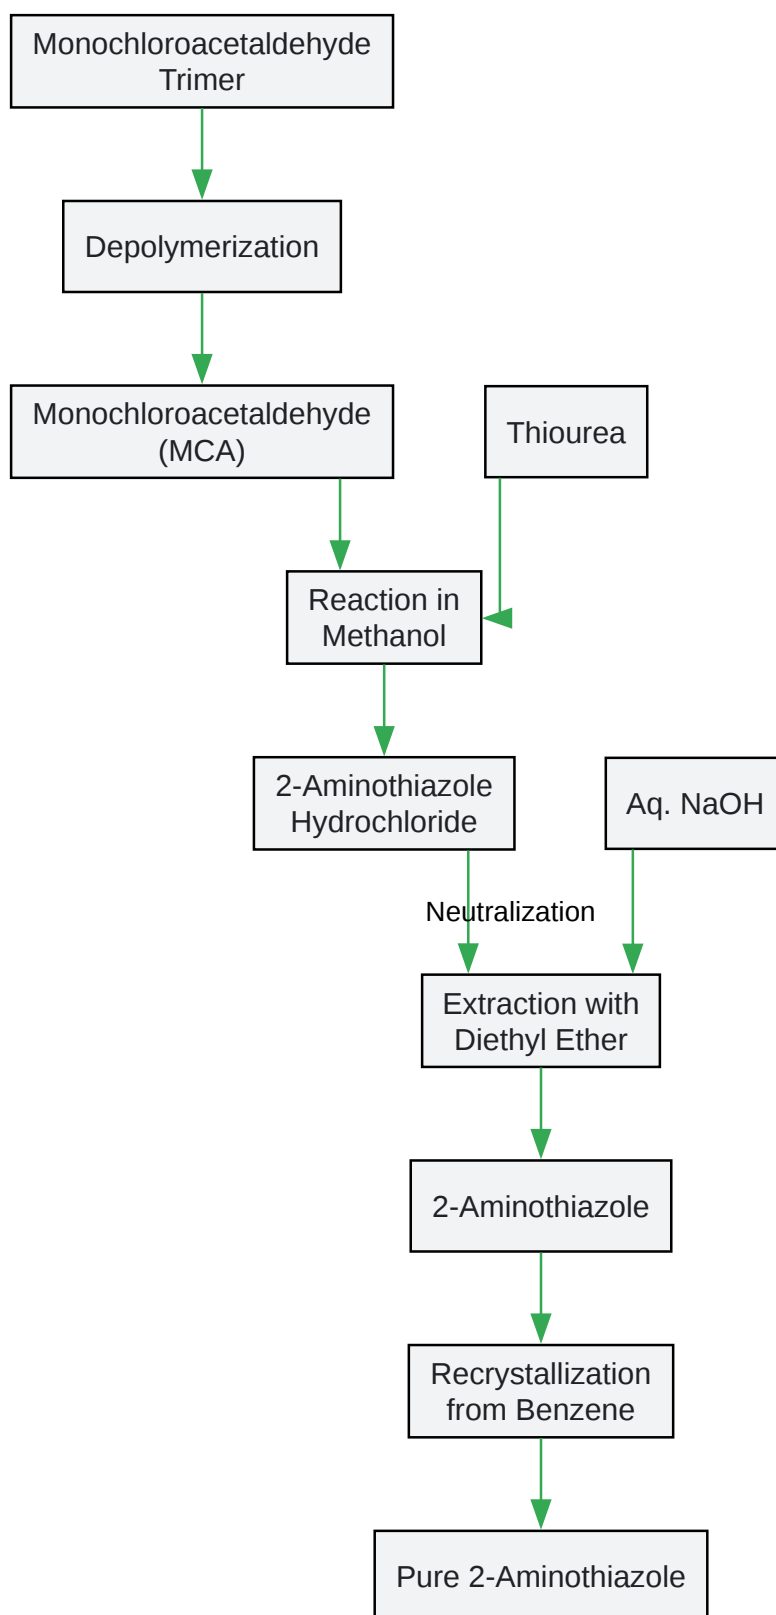 Monochloroacetaldehyde
Trimer
Depolymerization
Monochloroacetaldehyde
(MCA)
Thiourea
Reaction in
Methanol
2-Aminothiazole
Hydrochloride
Aq. NaOH
Neutralization
Extraction with
Diethyl Ether
2-Aminothiazole
Recrystallization
from Benzene
Pure 2-Aminothiazole